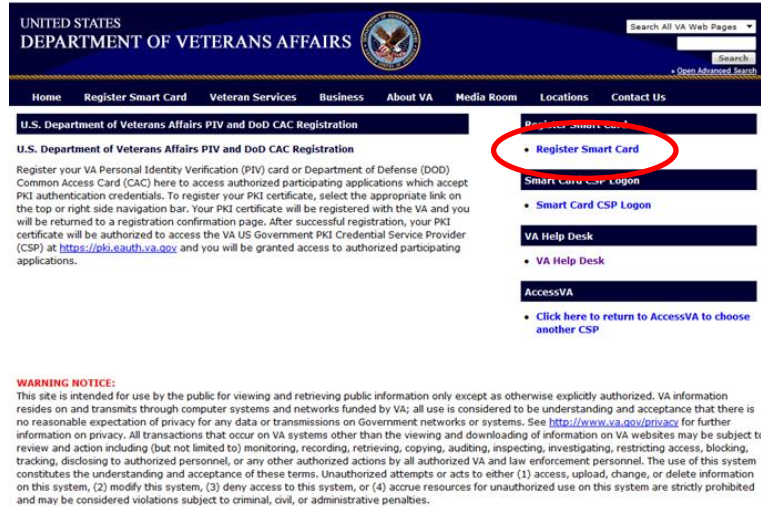 UNITED STATES
DEPARTMENT OF VETERANS AFFAIRS
Search All VA Web Pages
Search
Open Advanced Search
Home Register Smart Card Veteran Services Business About VA Media Room Locations Contact Us
U.S. Department of Veterans Affairs PIV and DoD CAC Registration
U.S. Department of Veterans Affairs PIV and DoD CAC Registration
Register your VA Personal Identity Verification (PIV) card or Department of Defense (DOD)
Common Access Card (CAC) here to access authorized participating applications which accept
PKI authentication credentials. To register your PKI certificate, select the appropriate link on
the top or right side navigation bar. Your PKI certificate will be registered with the VA and you
will be returned to a registration confirmation page. After successful registration, your PKI
certificate will be authorized to access the VA US Government PKI Credential Service Provider
(CSP) at https://pki.eauth.va.gov and you will be granted access to authorized participating
applications.
Register Smart Card
• Register Smart Card
Smart Card CSP Logon
• Smart Card CSP Logon
VA Help Desk
• VA Help Desk
AccessVA
• Click here to return to AccessVA to choose
another CSP
WARNING NOTICE:
This site is intended for use by the public for viewing and retrieving public information only except as otherwise explicitly authorized. VA information
resides on and transmits through computer systems and networks funded by VA; all use is considered to be understanding and acceptance that there is
no reasonable expectation of privacy for any data or transmissions on Government networks or systems. See http://www.va.gov/privacy for further
information on privacy. All transactions that occur on VA systems other than the viewing and downloading of information on VA websites may be subject to
review and action including (but not limited to) monitoring, recording, retrieving, copying, auditing, inspecting, investigating, restricting access, blocking,
tracking, disclosing to authorized personnel, or any other authorized actions by all authorized VA and law enforcement personnel. The use of this system
constitutes the understanding and acceptance of these terms. Unauthorized attempts or acts to either (1) access, upload, change, or delete information
on this system, (2) modify this system, (3) deny access to this system, or (4) accrue resources for unauthorized use on this system are strictly prohibited
and may be considered violations subject to criminal, civil, or administrative penalties.